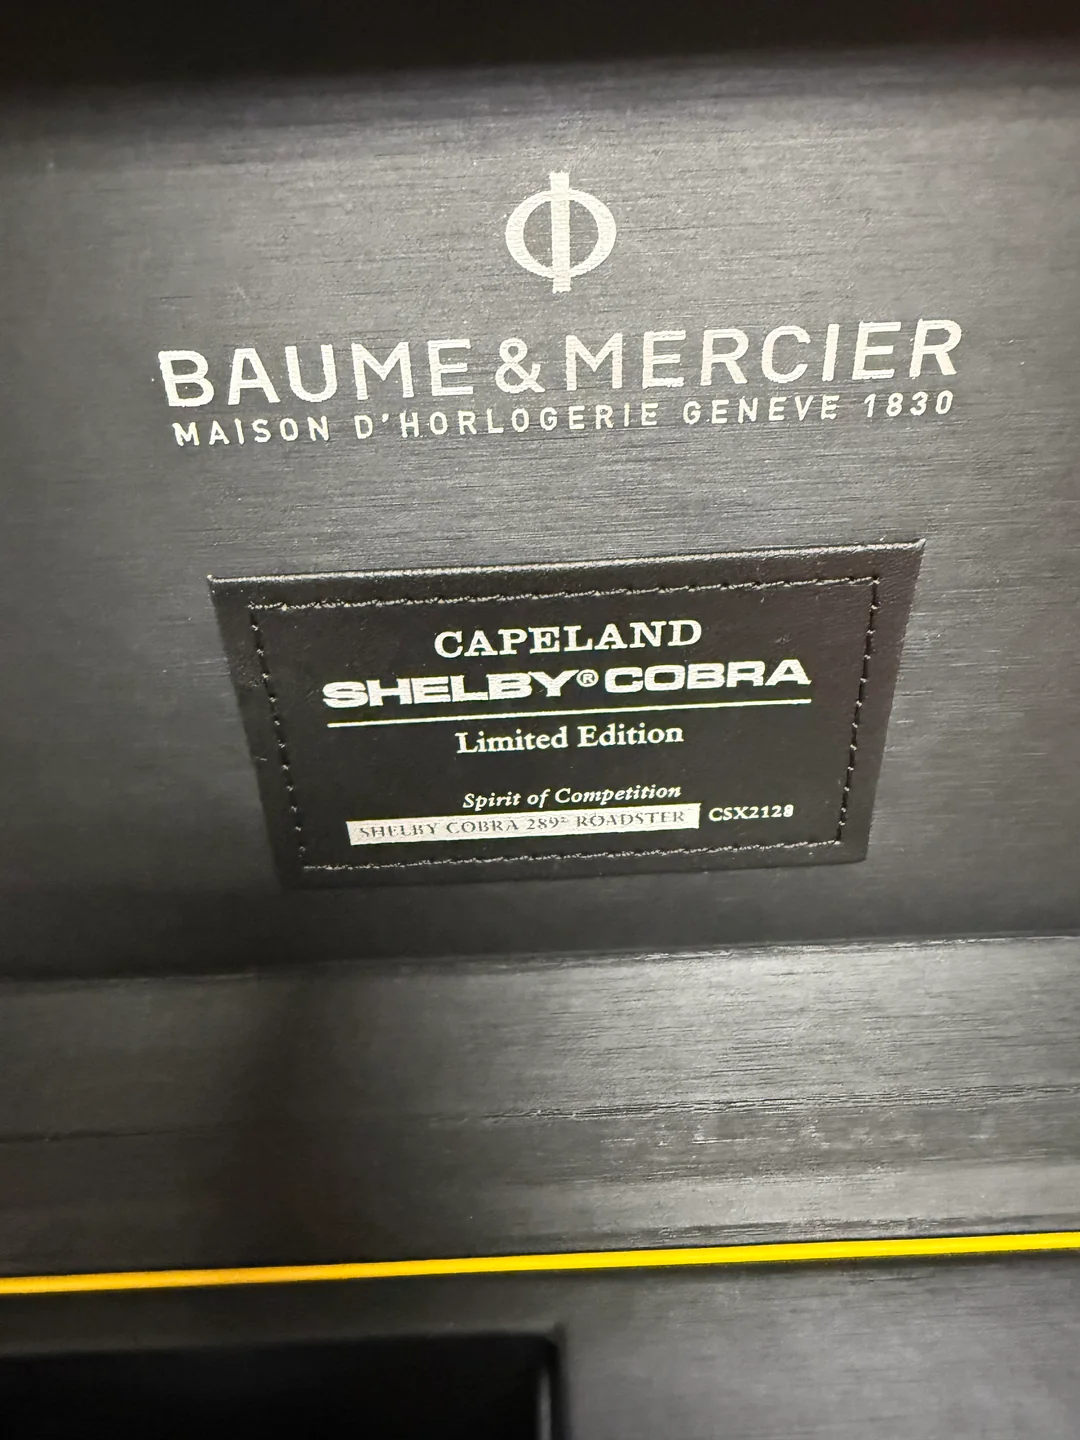 BAUME & MERCIER
MAISON D'HORLOGERIE GENEVE 1830
CAPELAND
SHELBY® COBRA
Limited Edition
Spirit of Competition
SHELBY COBRA 289" ROADSTER CSX2128